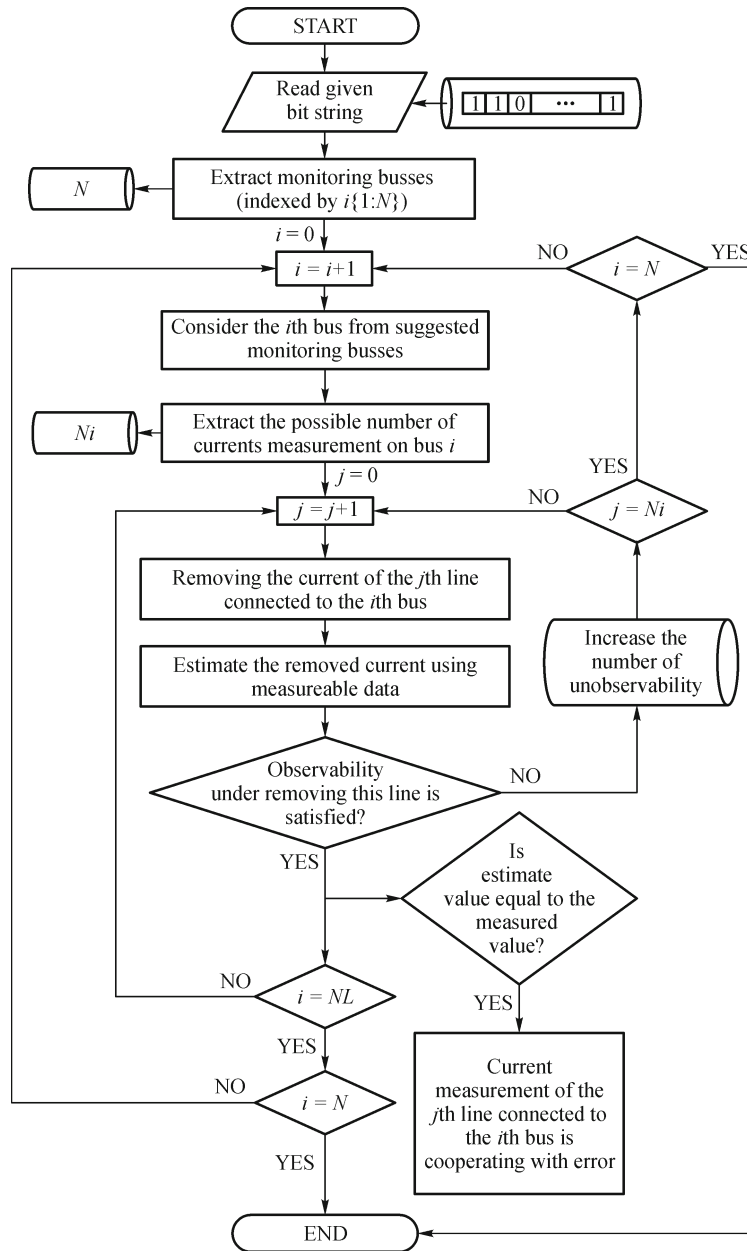 START
Read given
bit string
1 1 0 ... 1
N
Extract monitoring busses
(indexed by i{1:N})
i = 0
i = i+1
NO
i = N
YES
Consider the ith bus from suggested
monitoring busses
Ni
Extract the possible number of
currents measurement on bus i
j = 0
j = j+1
NO
j = Ni
YES
Removing the current of the jth line
connected to the ith bus
Estimate the removed current using
measureable data
Increase the
number of
unobservability
Observability
under removing this line is
satisfied?
NO
YES
Is
estimate
value equal to the
measured
value?
YES
NO
i = NL
YES
Current
measurement of the
jth line connected to
the ith bus is
cooperating with error
NO
i = N
YES
END